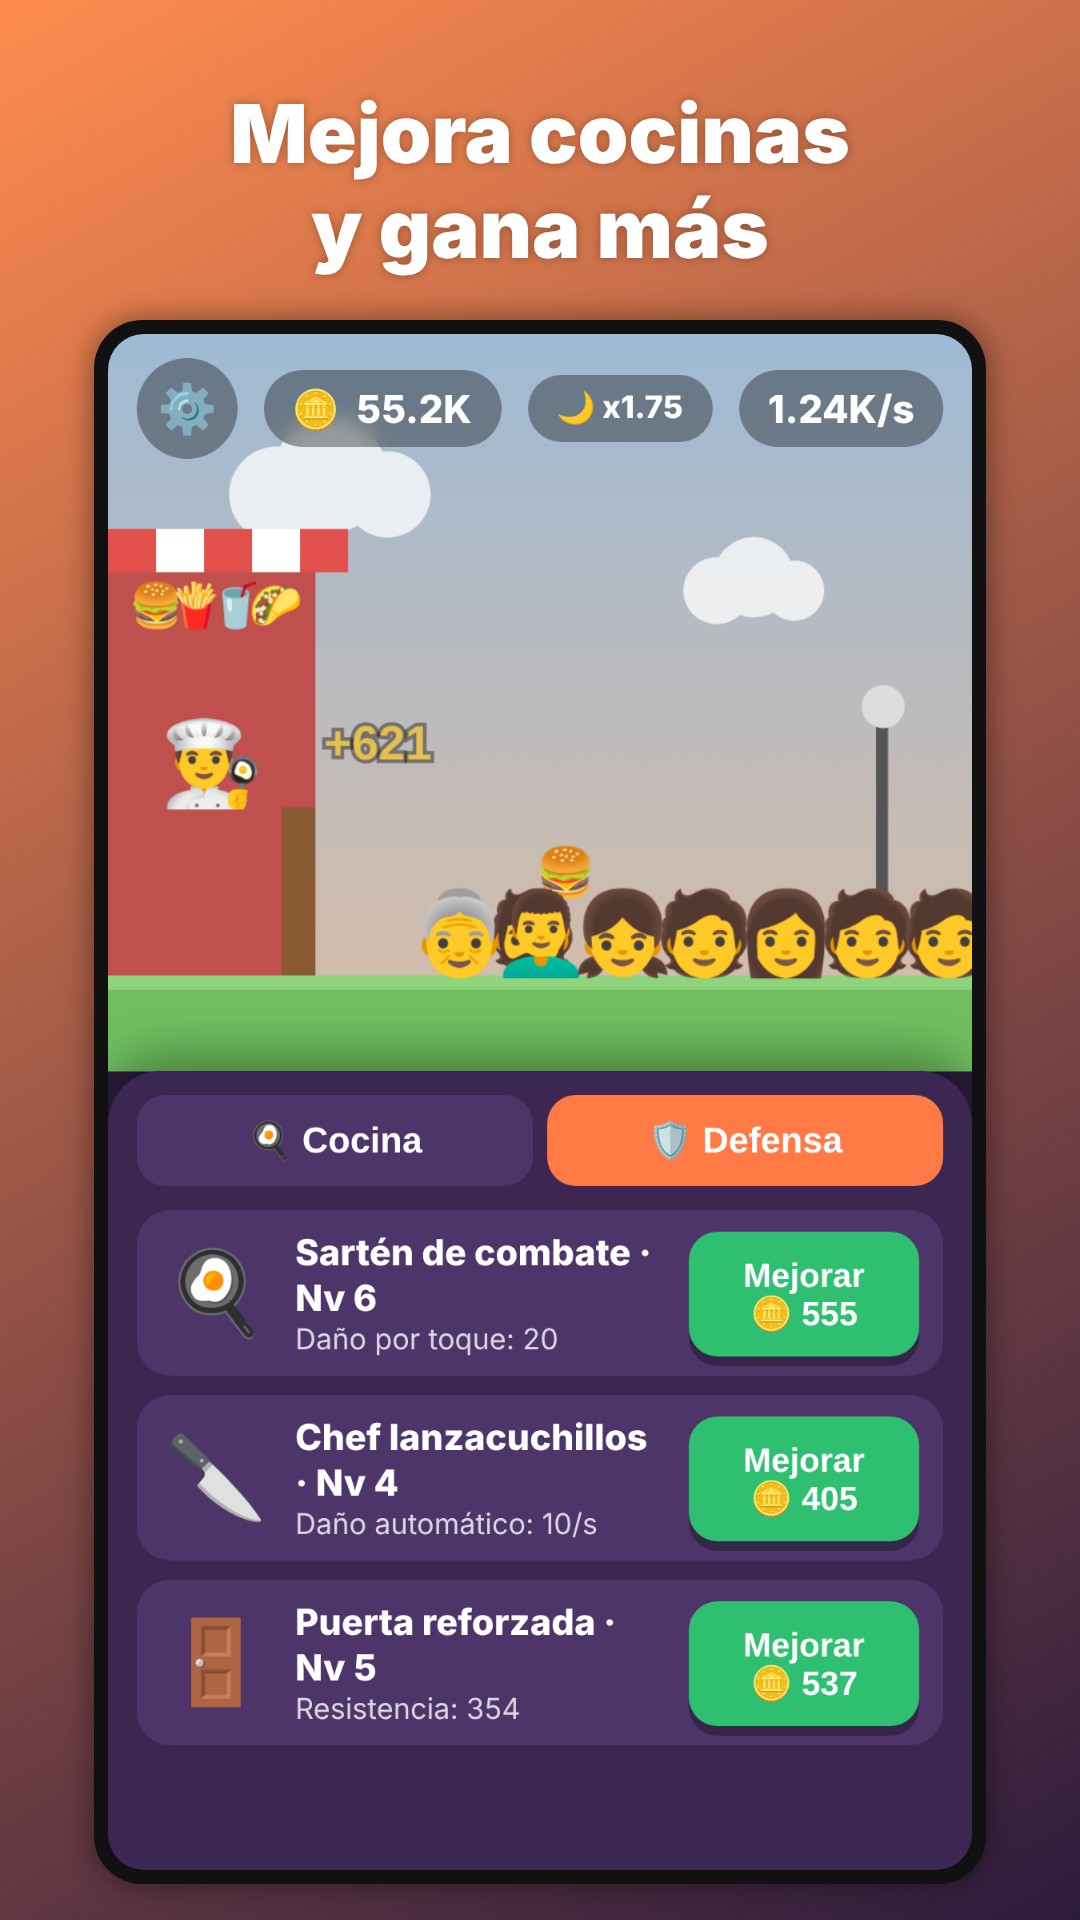 Mejora cocinas
y gana más
55.2K
x1.75
1.24K/s
+621
Cocina
Defensa
Sartén de combate ·
Nv 6
Daño por toque: 20
Mejorar
555
Chef lanzacuchillos
· Nv 4
Daño automático: 10/s
Mejorar
405
Puerta reforzada ·
Nv 5
Resistencia: 354
Mejorar
537